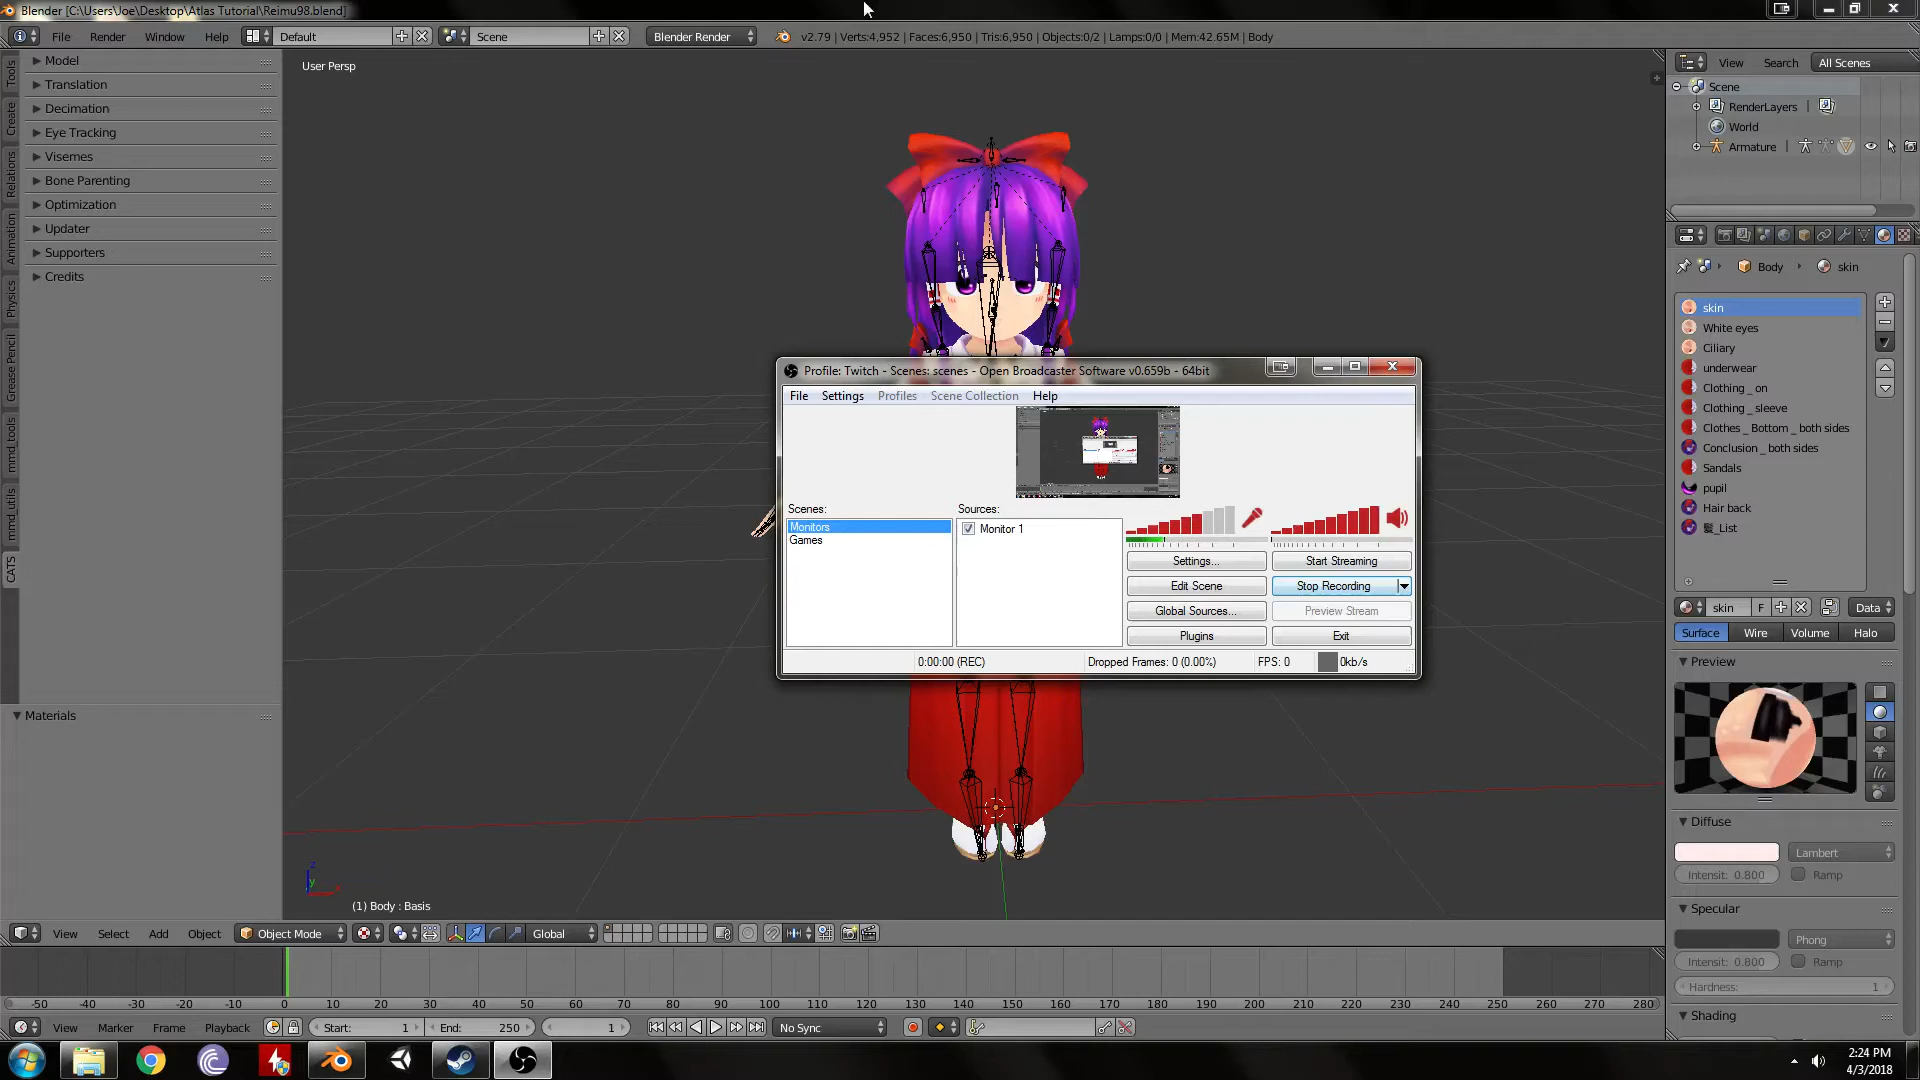 Blender [C:\Users\Joe\Desktop\Atlas Tutorial\Reimu98.blend]
File Render Window Help Default Scene Blender Render v2.79 | Verts:4,952 | Faces:6,950 | Tris:6,950 | Objects:0/2 | Lamps:0/0 | Mem:42.65M | Body
Tools
Create
Relations
Animation
Physics
Grease Pencil
mmd_tools
mmd_utils
CATS
Model
Translation
Decimation
Eye Tracking
Visemes
Bone Parenting
Optimization
Updater
Supporters
Credits
Materials
User Persp
Profile: Twitch - Scenes: scenes - Open Broadcaster Software v0.659b - 64bit
File Settings Profiles Scene Collection Help
Scenes: Sources:
Monitors
Games
Monitor 1
Settings... Start Streaming
Edit Scene Stop Recording
Global Sources... Preview Stream
Plugins Exit
0:00:00 (REC) Dropped Frames: 0 (0.00%) FPS: 0 0kb/s
z
y
x
(1) Body : Basis
View Select Add Object Object Mode Global
-50 -40 -30 -20 -10 0 10 20 30 40 50 60 70 80 90 100 110 120 130 140 150 160 170 180 190 200 210 220 230 240 250 260 270 280
View Marker Frame Playback Start: 1 End: 250 1 No Sync
View Search All Scenes
Scene
RenderLayers
World
Armature
Body skin
skin
White eyes
Ciliary
underwear
Clothing _ on
Clothing _ sleeve
Clothes _ Bottom _ both sides
Conclusion _ both sides
Sandals
pupil
Hair back
髪_List
skin F Data
Surface Wire Volume Halo
Preview
Diffuse
Lambert
Intensit: 0.800 Ramp
Specular
Phong
Intensit: 0.800 Ramp
Hardness: 1
Shading
2:24 PM
4/3/2018